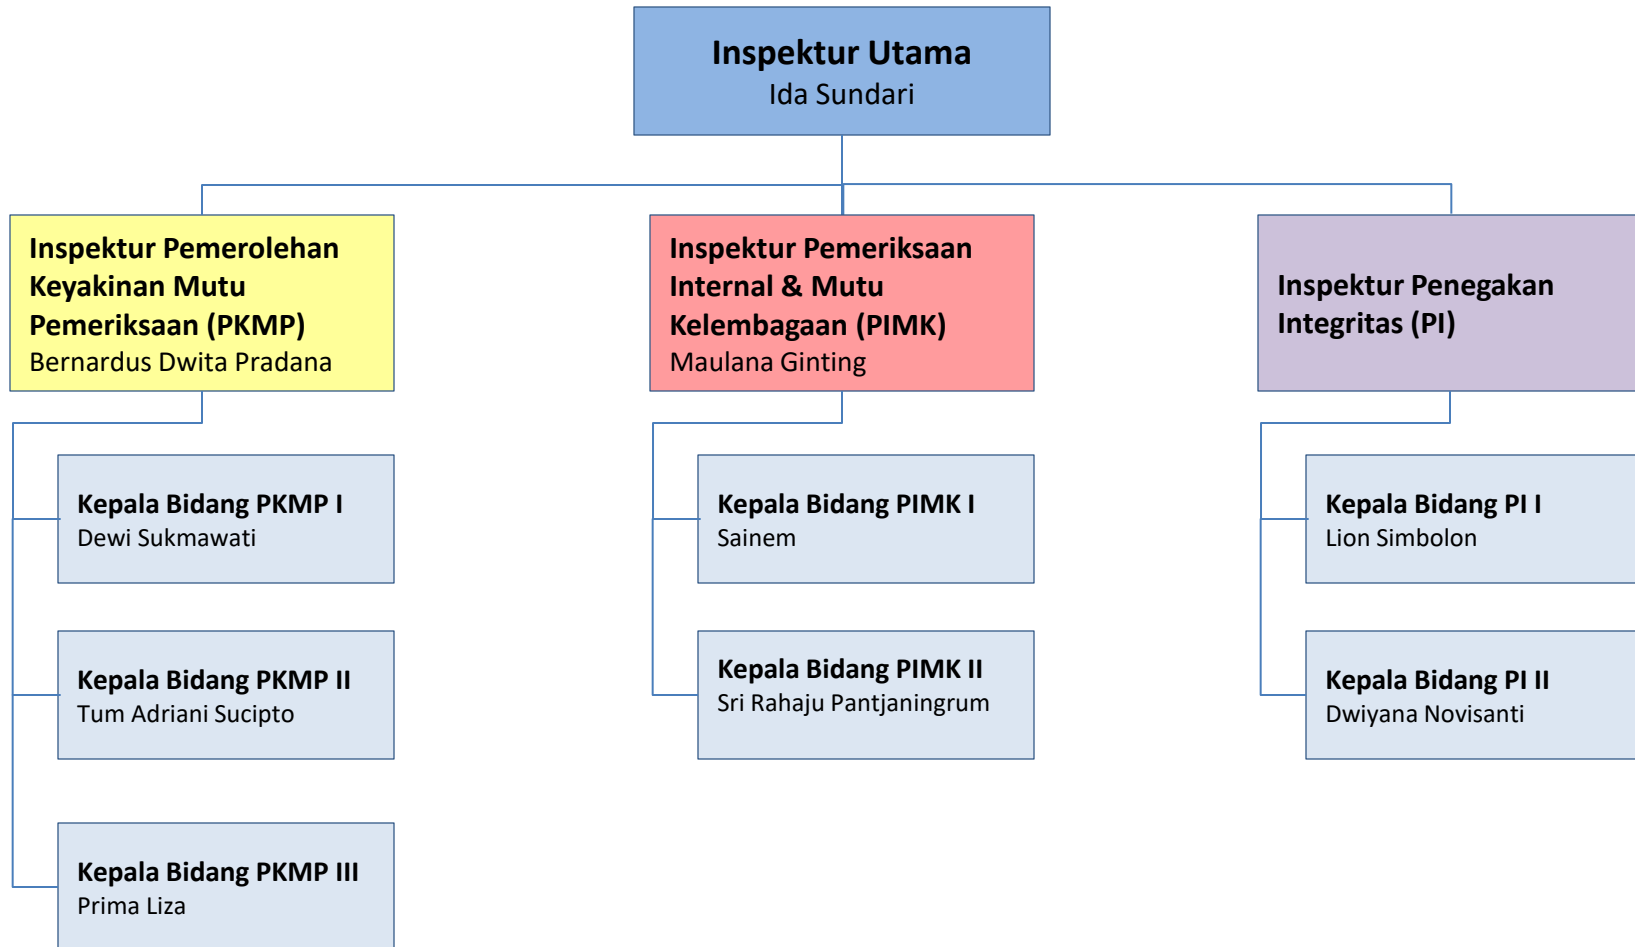 Inspektur Utama
Ida Sundari
Inspektur Pemerolehan
Keyakinan Mutu
Pemeriksaan (PKMP)
Bernardus Dwita Pradana
Inspektur Pemeriksaan
Internal & Mutu
Kelembagaan (PIMK)
Maulana Ginting
Inspektur Penegakan
Integritas (PI)
Kepala Bidang PKMP I
Dewi Sukmawati
Kepala Bidang PIMK I
Sainem
Kepala Bidang PI I
Lion Simbolon
Kepala Bidang PKMP II
Tum Adriani Sucipto
Kepala Bidang PIMK II
Sri Rahaju Pantjaningrum
Kepala Bidang PI II
Dwiyana Novisanti
Kepala Bidang PKMP III
Prima Liza